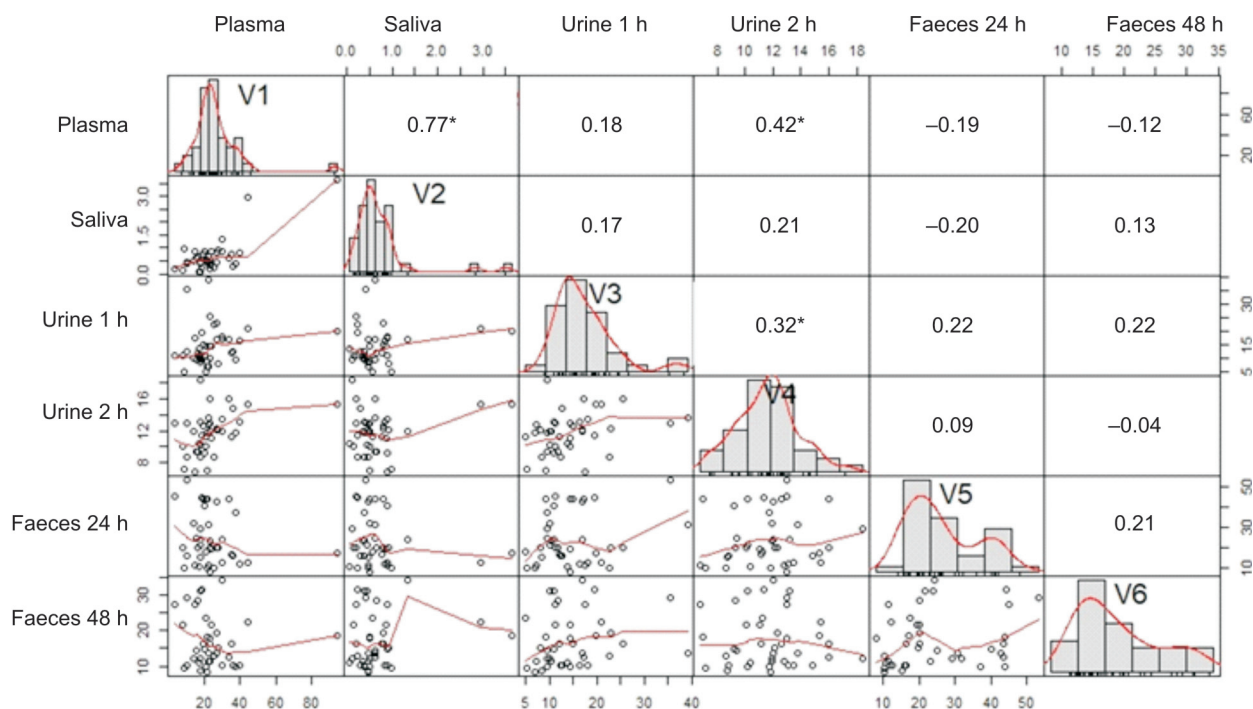 Plasma Saliva Urine 1 h Urine 2 h Faeces 24 h Faeces 48 h
0.0 1.0 2.0 3.0 8 10 12 14 16 18 10 15 20 25 30 35
Plasma V1 0.77* 0.18 0.42* –0.19 –0.12 60 20
Saliva 3.0 1.5 0.0 V2 0.17 0.21 –0.20 0.13
Urine 1 h V3 0.32* 0.22 0.22 30 15 5
Urine 2 h 16 12 8 V4 0.09 –0.04
Faeces 24 h V5 0.21 50 30 10
Faeces 48 h 30 20 10 V6
20 40 60 80 5 10 20 30 40 10 20 30 40 50